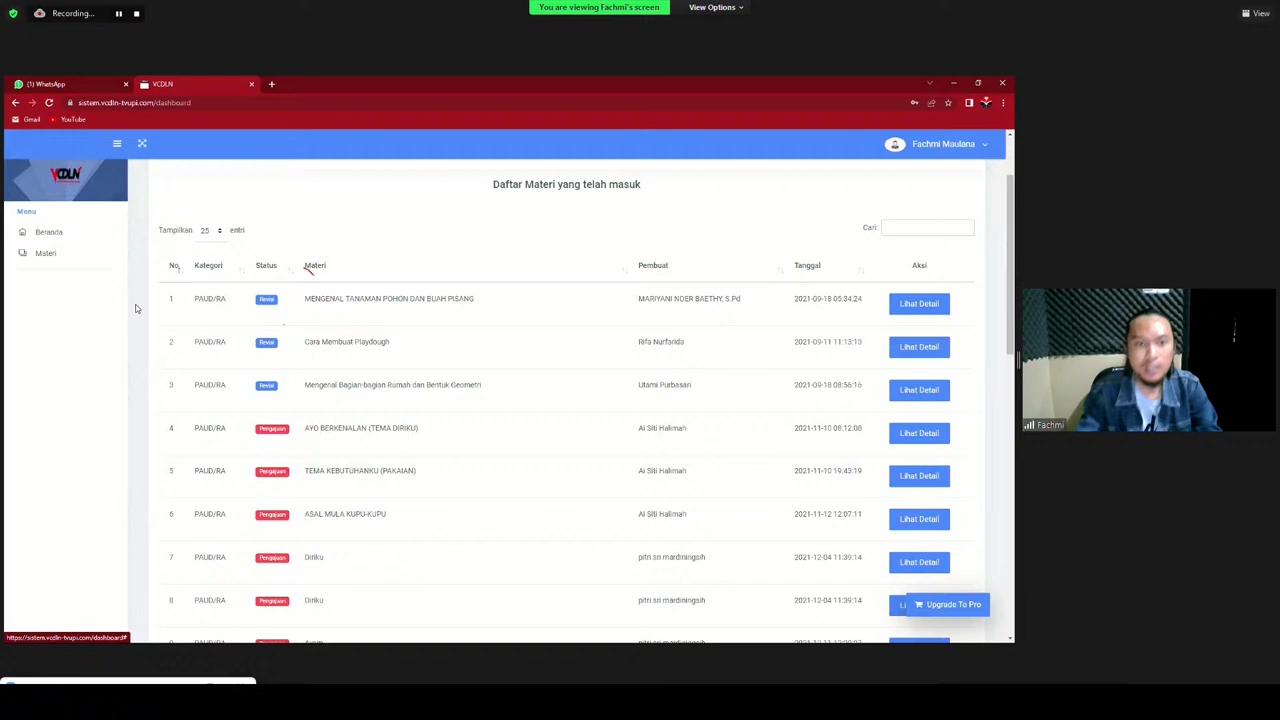 Recording...
You are viewing Fachmi's screen
View Options
View
(1) WhatsApp
VCDLN
sistem.vcdln-tvupi.com/dashboard
Gmail
YouTube
Fachmi Maulana
VCDLN
Menu
Beranda
Materi
Daftar Materi yang telah masuk
Tampilkan 25 entri
Cari:
No Kategori Status Materi Pembuat Tanggal Aksi
1 PAUD/RA Revisi MENGENAL TANAMAN POHON DAN BUAH PISANG MARIYANI NOER BAETHY, S.Pd 2021-09-18 05:34:24 Lihat Detail
2 PAUD/RA Revisi Cara Membuat Playdough Rifa Nurfarida 2021-09-11 11:13:13 Lihat Detail
3 PAUD/RA Revisi Mengenal Bagian-bagian Rumah dan Bentuk Geometri Utami Purbasari 2021-09-18 08:56:16 Lihat Detail
4 PAUD/RA Pengajuan AYO BERKENALAN (TEMA DIRIKU) Ai Siti Halimah 2021-11-10 08:12:08 Lihat Detail
5 PAUD/RA Pengajuan TEMA KEBUTUHANKU (PAKAIAN) Ai Siti Halimah 2021-11-10 19:43:19 Lihat Detail
6 PAUD/RA Pengajuan ASAL MULA KUPU-KUPU Ai Siti Halimah 2021-11-12 12:07:11 Lihat Detail
7 PAUD/RA Pengajuan Diriku pitri sri mardiningsih 2021-12-04 11:39:14 Lihat Detail
8 PAUD/RA Pengajuan Diriku pitri sri mardiningsih 2021-12-04 11:39:14
Upgrade To Pro
https://sistem.vcdln-tvupi.com/dashboard#
Fachmi